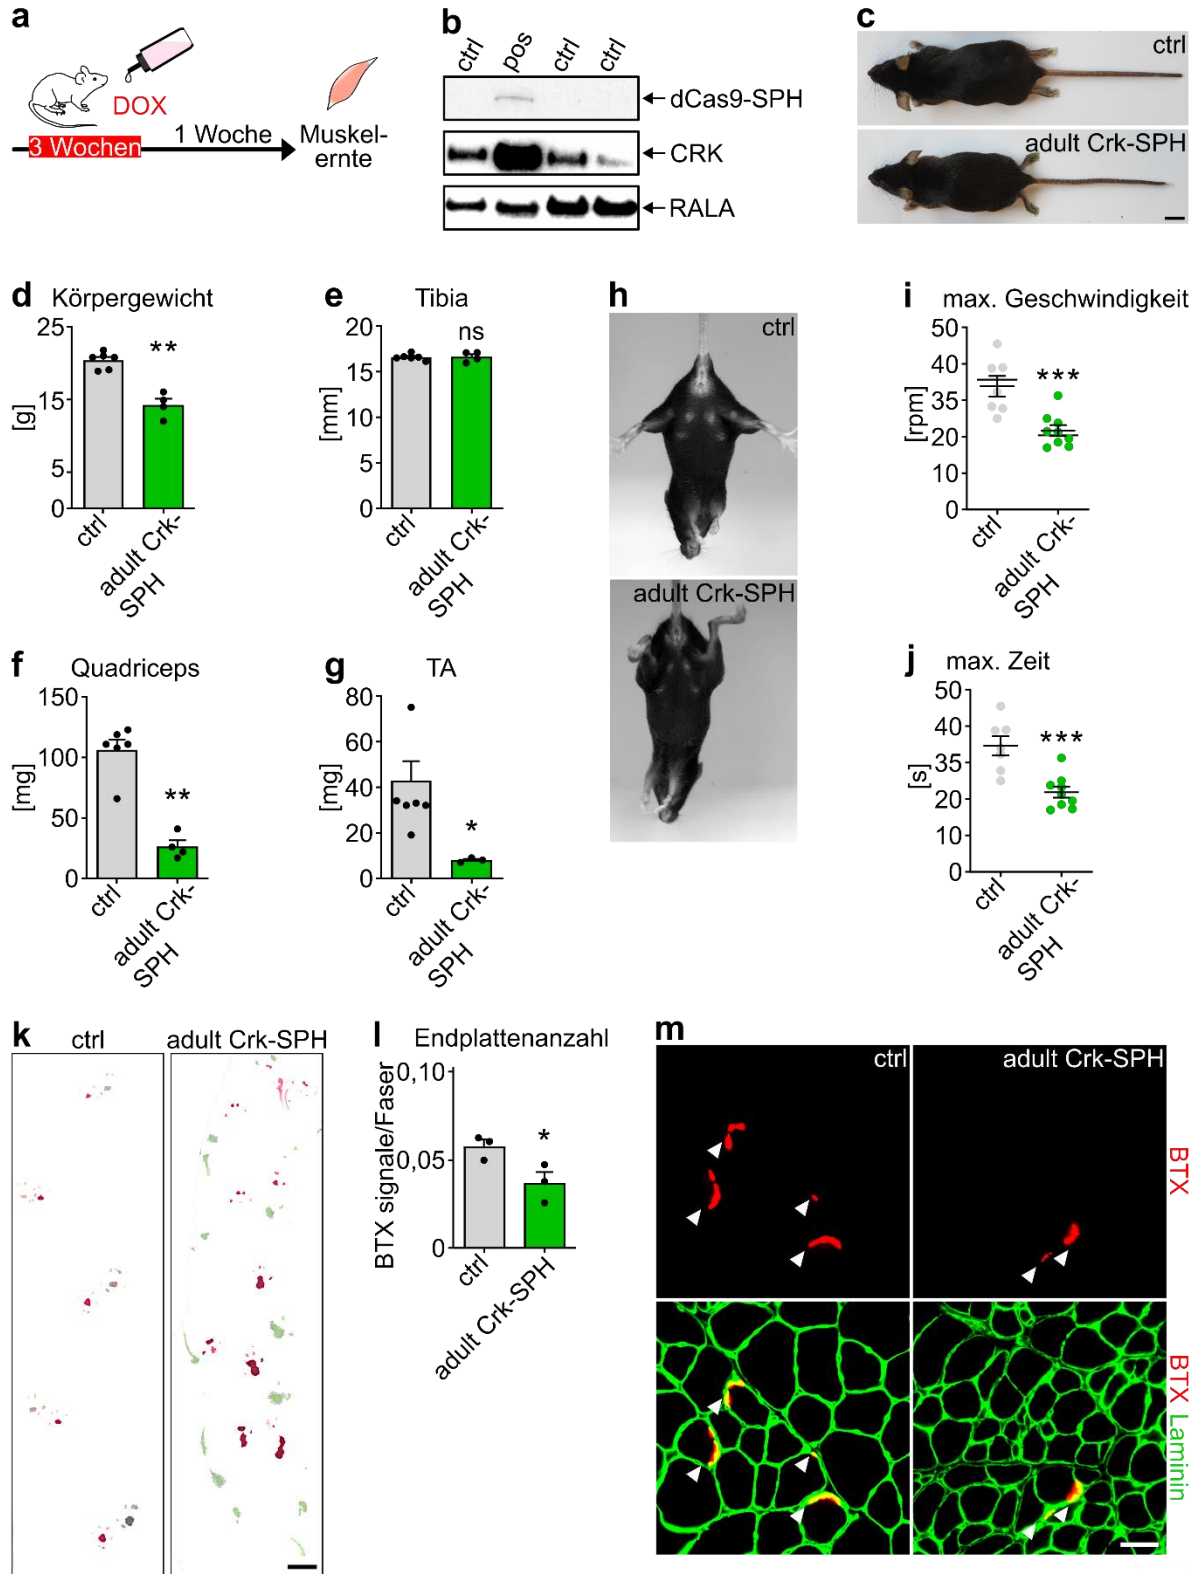 a
DOX
3 Wochen
1 Woche
Muskel-
ernte
b
ctrl
pos
ctrl
ctrl
dCas9-SPH
CRK
RALA
c
ctrl
adult Crk-SPH
d Körpergewicht
25
**
15
[g]
5
0
ctrl
adult Crk-
SPH
e Tibia
20
ns
15
[mm]
10
5
0
ctrl
adult Crk-
SPH
f Quadriceps
150
100
[mg]
**
50
0
ctrl
adult Crk-
SPH
g TA
80
60
[mg]
40
*
20
0
ctrl
adult Crk-
SPH
h
ctrl
adult Crk-SPH
i max. Geschwindigkeit
50
40
***
35
[rpm]
20
10
0
ctrl
adult Crk-
SPH
j max. Zeit
50
40
***
35
[s]
20
10
0
ctrl
adult Crk-
SPH
k ctrl
adult Crk-SPH
l Endplattenanzahl
0,10
*
0,05
BTX signale/Faser
0
ctrl
adult Crk-SPH
m
ctrl
adult Crk-SPH
BTX
BTX Laminin